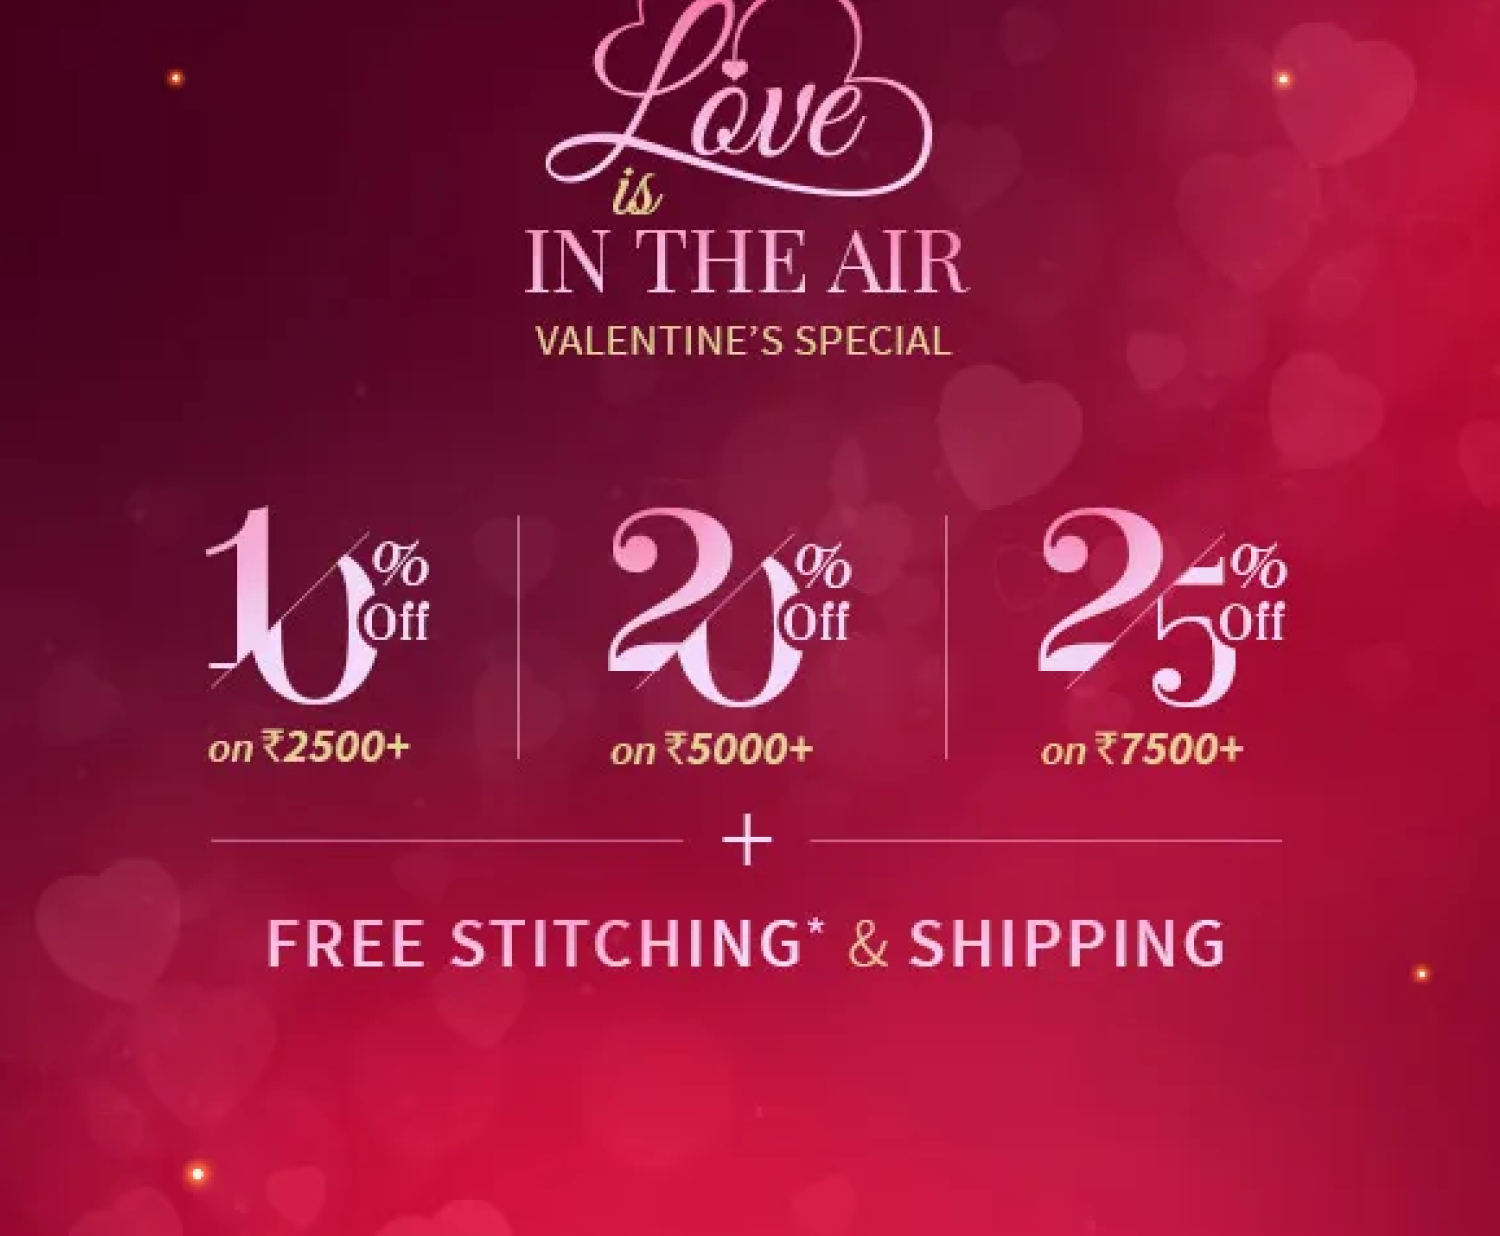 Love
is
IN THE AIR
VALENTINE'S SPECIAL
10% Off
on ₹2500+
20% Off
on ₹5000+
25% Off
on ₹7500+
+
FREE STITCHING* & SHIPPING